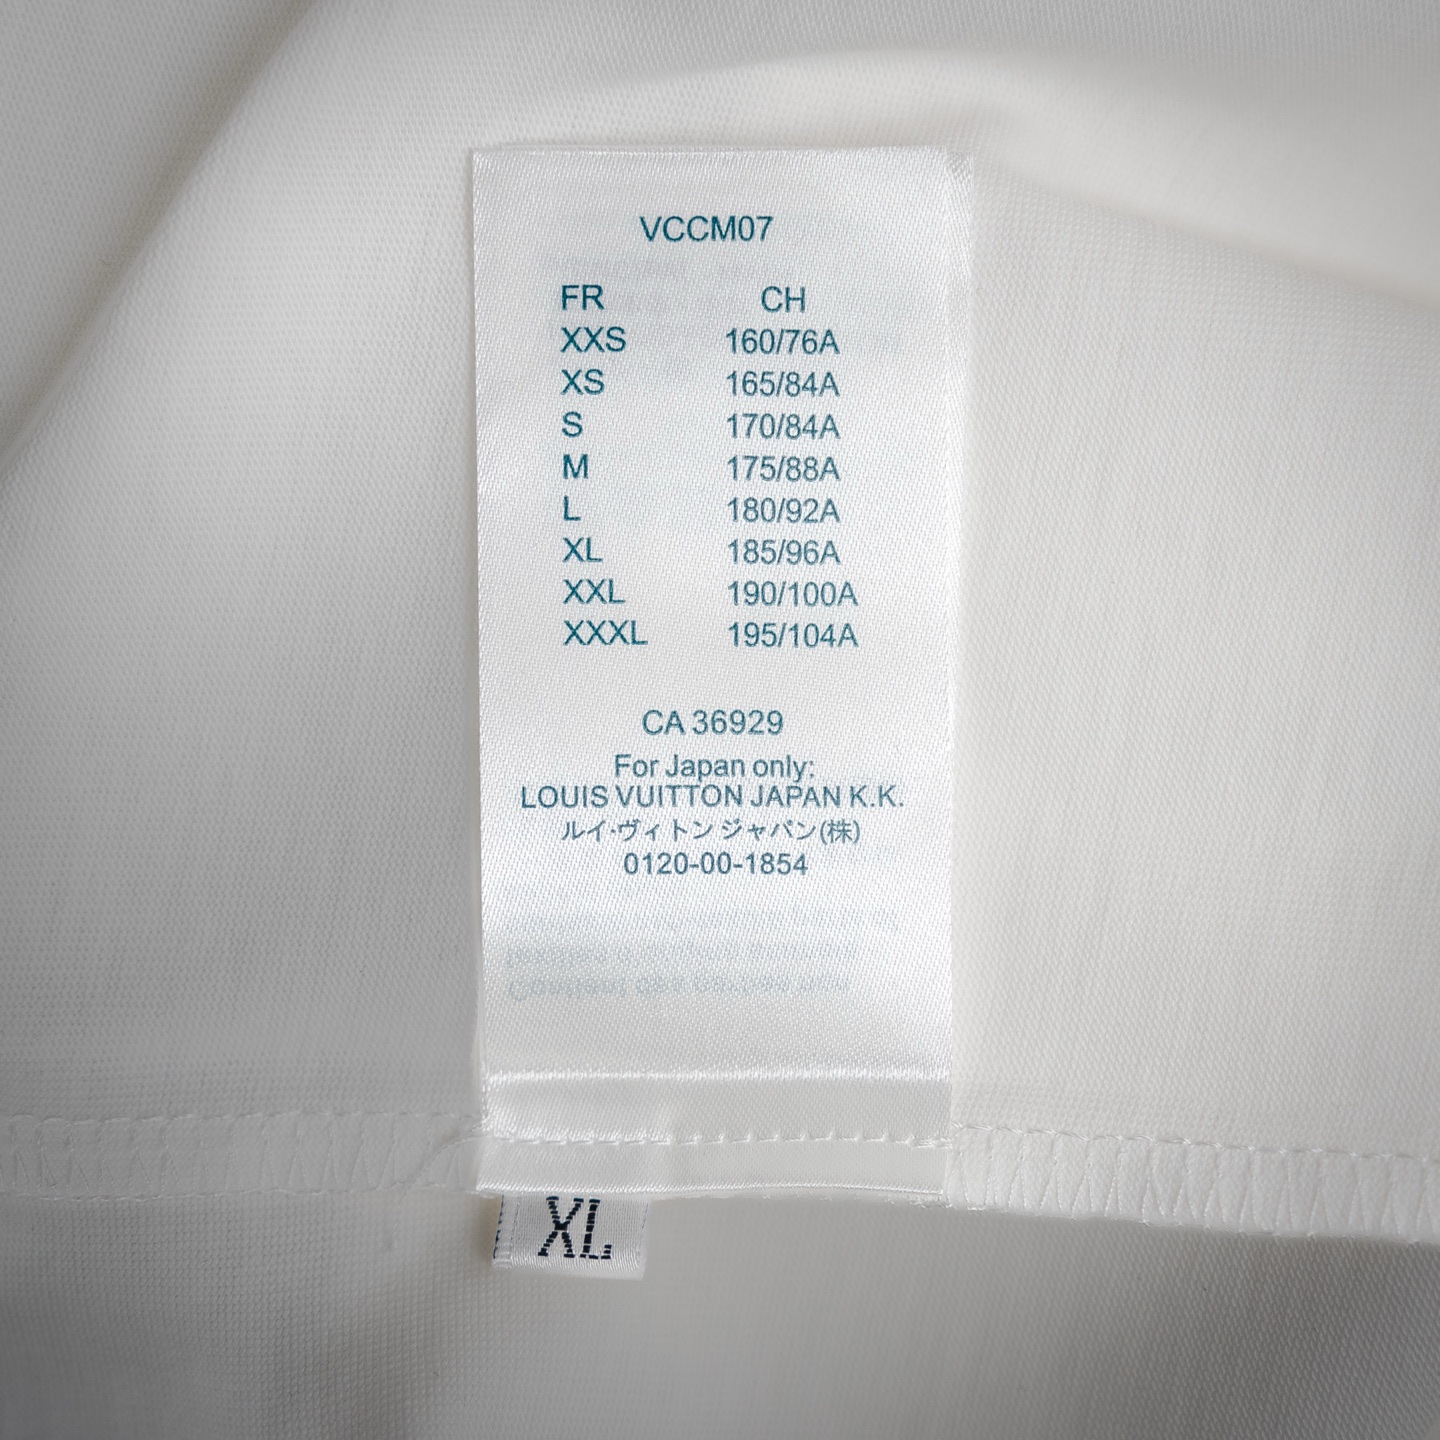 VCCM07
FR CH
XXS 160/76A
XS 165/84A
S 170/84A
M 175/88A
L 180/92A
XL 185/96A
XXL 190/100A
XXXL 195/104A
CA 36929
For Japan only:
LOUIS VUITTON JAPAN K.K.
ルイ·ヴィトン ジャパン(株)
0120-00-1854
XL